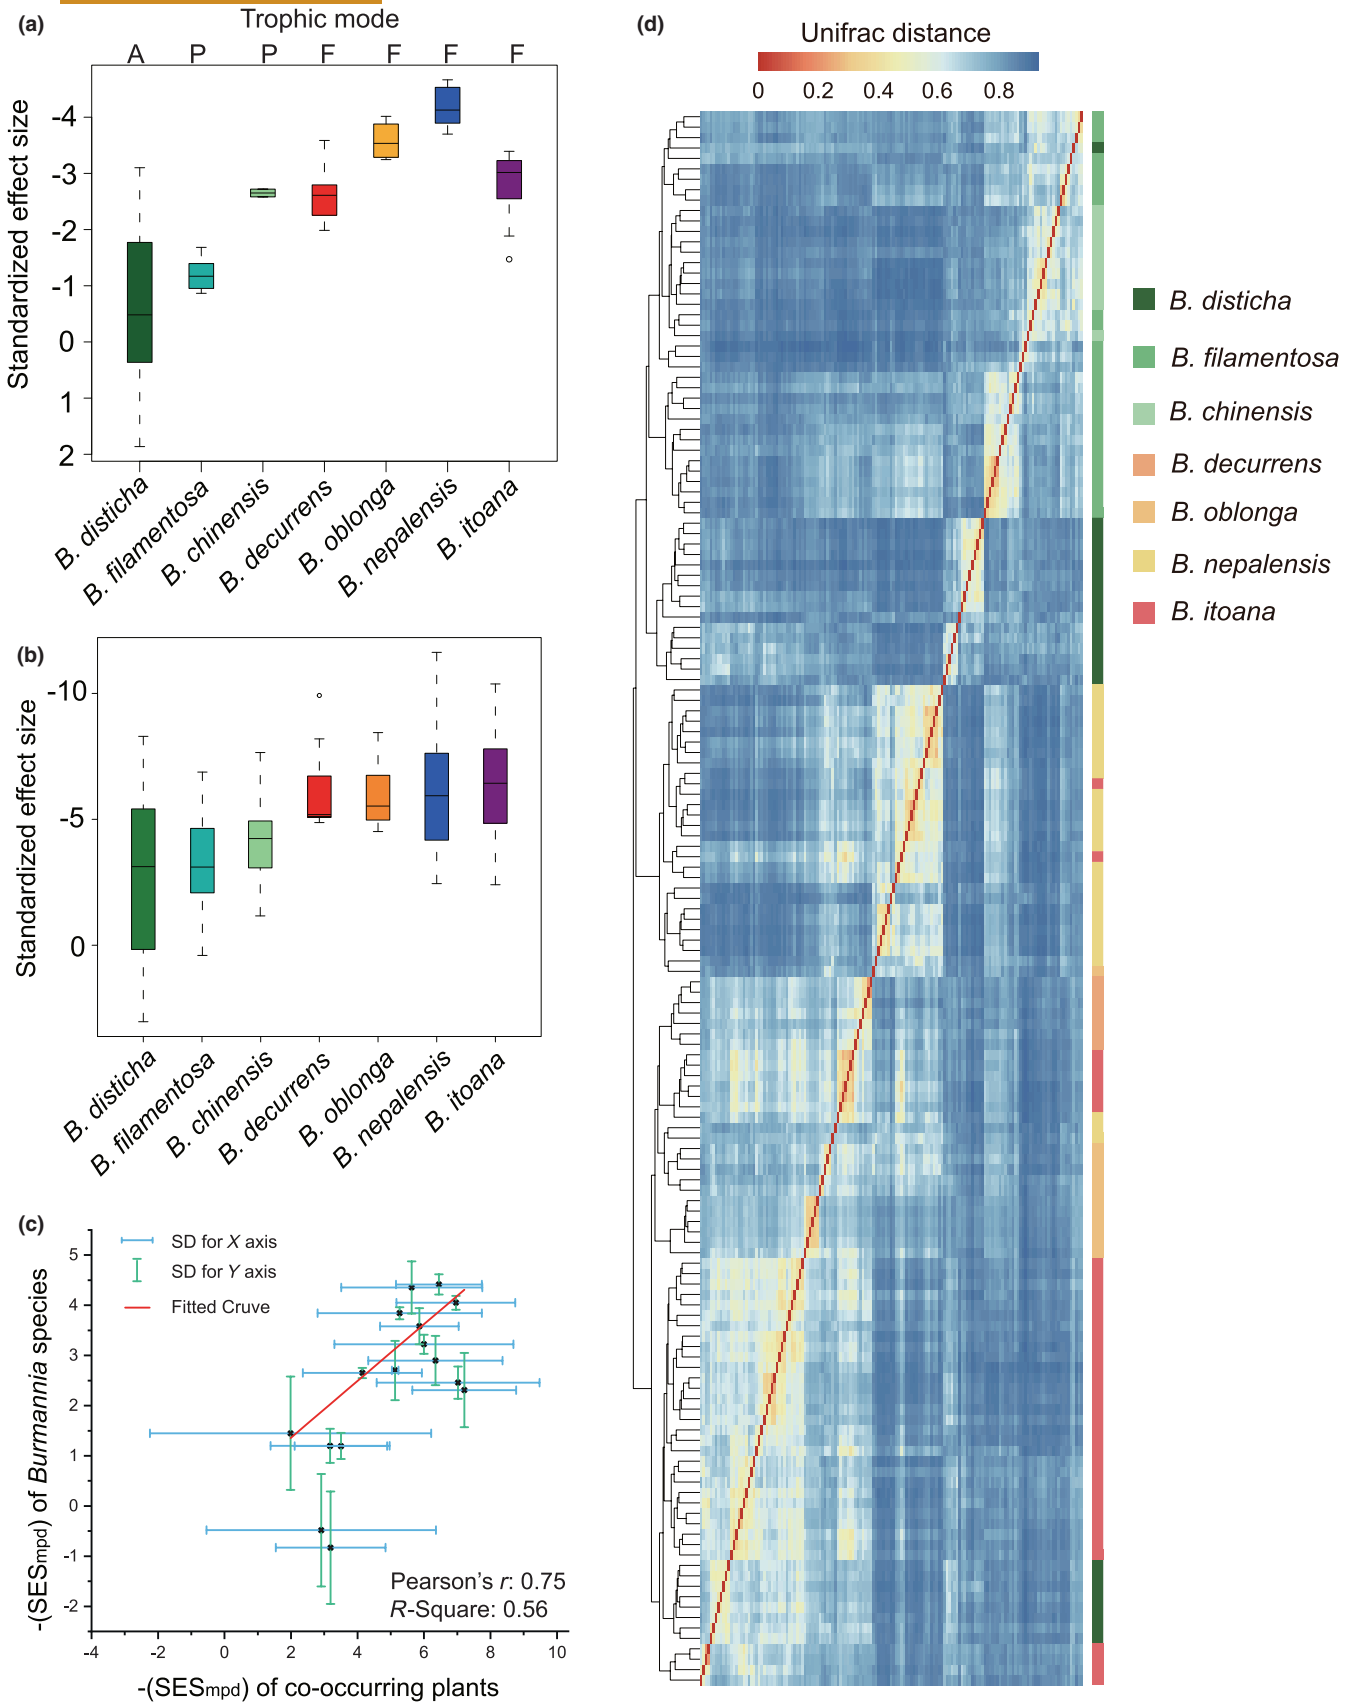 (a)
Trophic mode
A P P F F F F
Standardized effect size
-4
-3
-2
-1
0
1
2
B. disticha
B. filamentosa
B. chinensis
B. decurrens
B. oblonga
B. nepalensis
B. itoana
(b)
Standardized effect size
-10
-5
0
B. disticha
B. filamentosa
B. chinensis
B. decurrens
B. oblonga
B. nepalensis
B. itoana
(c)
SD for X axis
SD for Y axis
Fitted Cruve
-(SESmpd) of Burmannia species
5
4
3
2
1
0
-1
-2
Pearson's r: 0.75
R-Square: 0.56
-4 -2 0 2 4 6 8 10
-(SESmpd) of co-occurring plants
(d)
Unifrac distance
0 0.2 0.4 0.6 0.8
B. disticha
B. filamentosa
B. chinensis
B. decurrens
B. oblonga
B. nepalensis
B. itoana